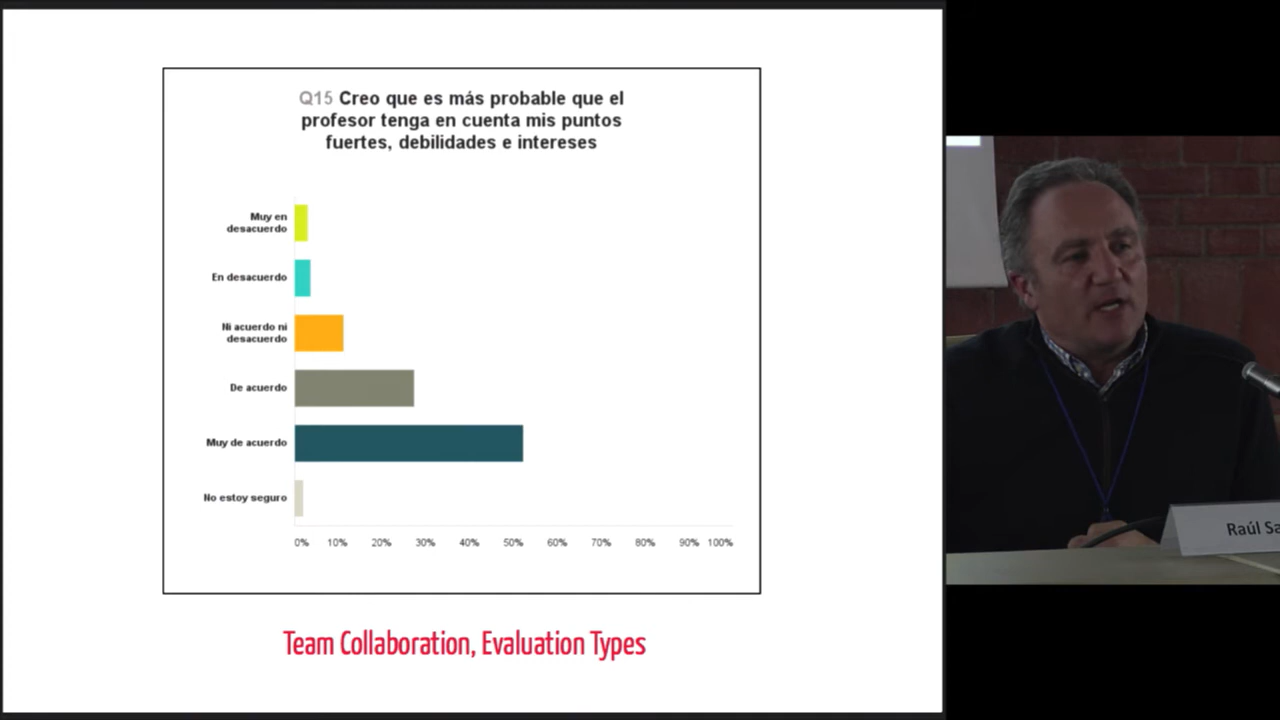 Q15 Creo que es más probable que el
profesor tenga en cuenta mis puntos
fuertes, debilidades e intereses
Muy en
desacuerdo
En desacuerdo
Ni acuerdo ni
desacuerdo
De acuerdo
Muy de acuerdo
No estoy seguro
0% 10% 20% 30% 40% 50% 60% 70% 80% 90% 100%
Team Collaboration, Evaluation Types
Raúl Sa